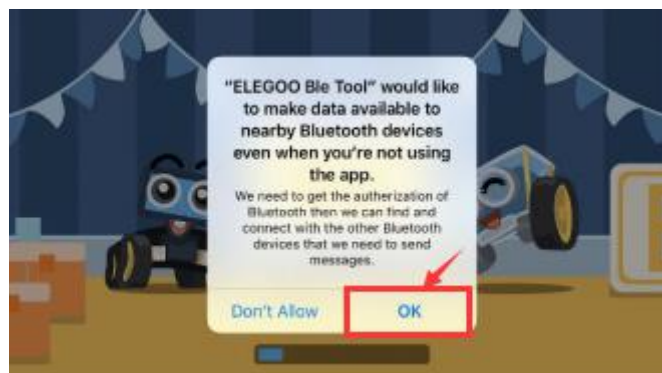 “ELEGOO Ble Tool” would like
to make data available to
nearby Bluetooth devices
even when you’re not using
the app.
We need to get the autherization of
Bluetooth then we can find and
connect with the other Bluetooth
devices that we need to send
messages.
Don’t Allow
OK